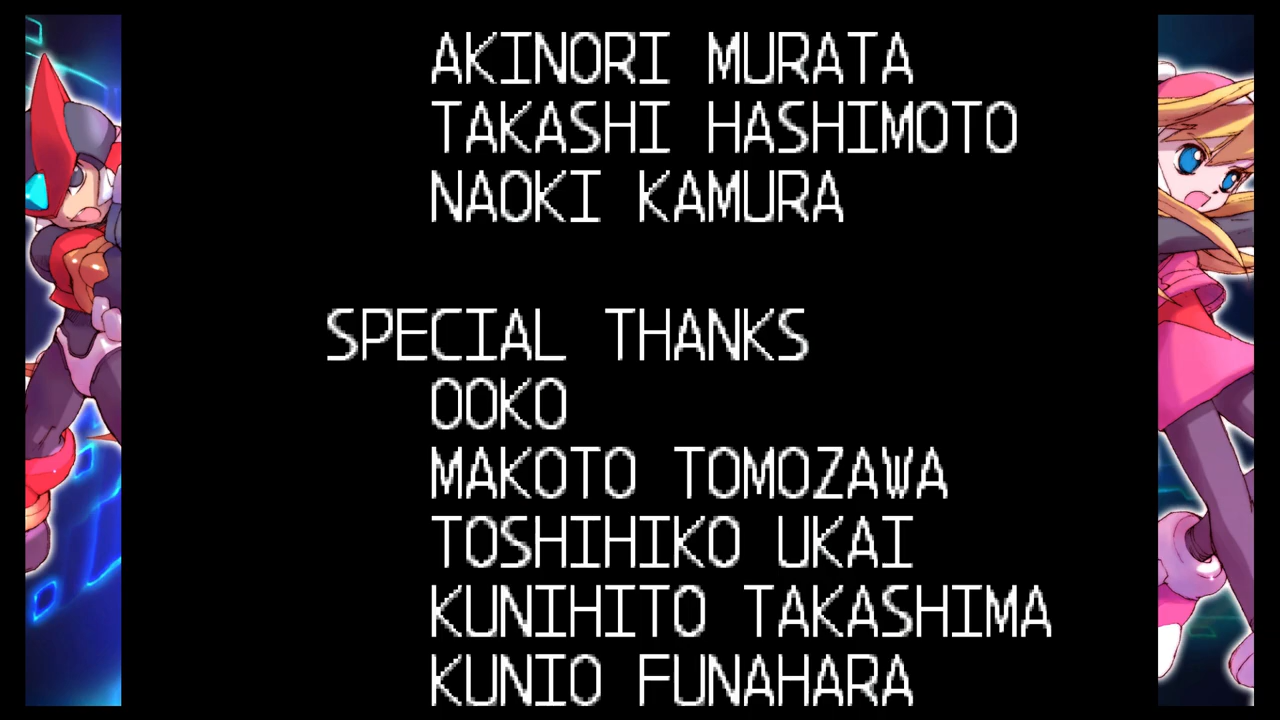 AKINORI MURATA
TAKASHI HASHIMOTO
NAOKI KAMURA
SPECIAL THANKS
OOKO
MAKOTO TOMOZAWA
TOSHIHIKO UKAI
KUNIHITO TAKASHIMA
KUNIO FUNAHARA